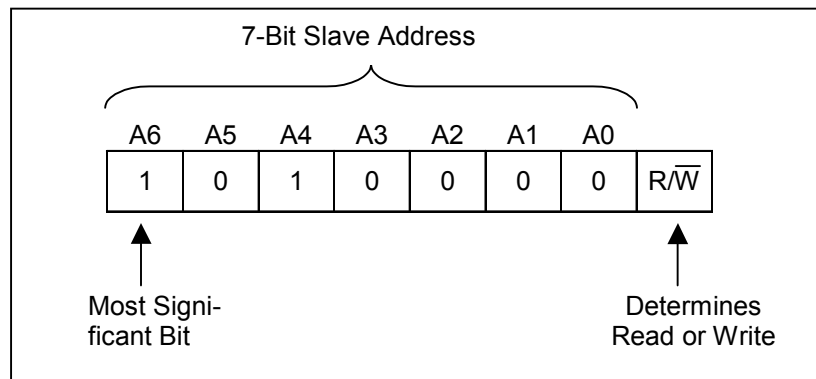 7-Bit Slave Address
A6 A5 A4 A3 A2 A1 A0
1 0 1 0 0 0 0 R/W̅
Most Signi-
ficant Bit
Determines
Read or Write